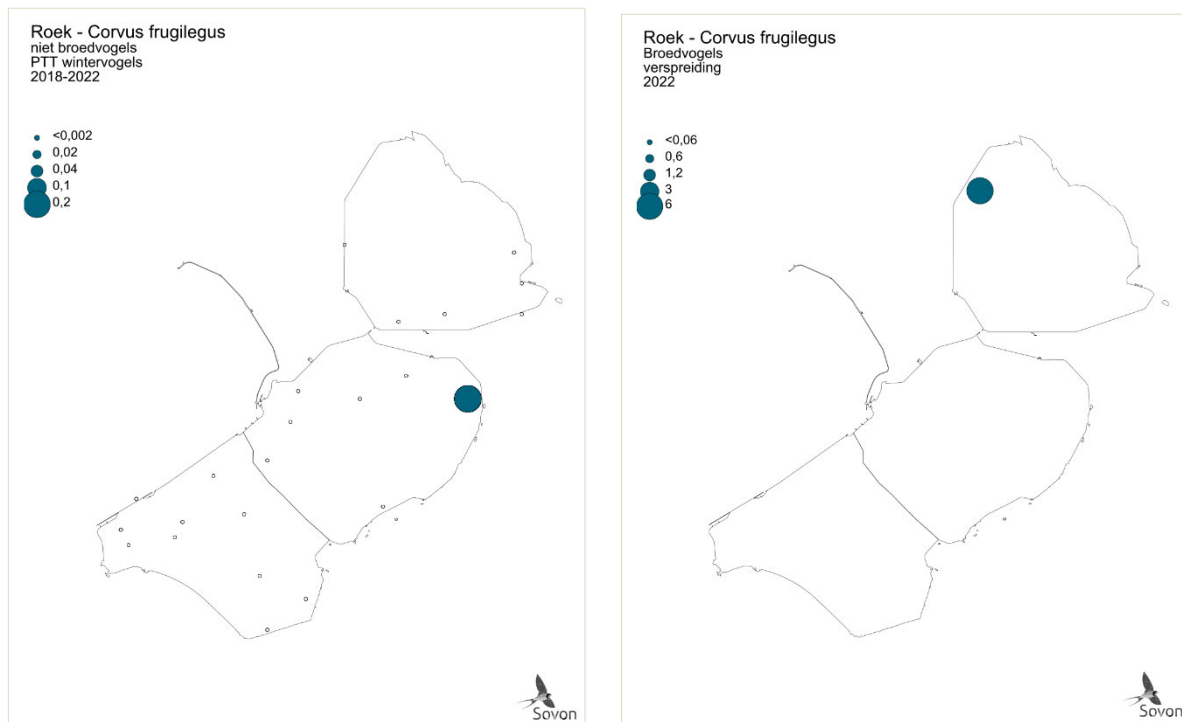 Roek - Corvus frugilegus
niet broedvogels
PTT wintervogels
2018-2022
<0,002
0,02
0,04
0,1
0,2
Sovon
Roek - Corvus frugilegus
Broedvogels
verspreiding
2022
<0,06
0,6
1,2
3
6
Sovon